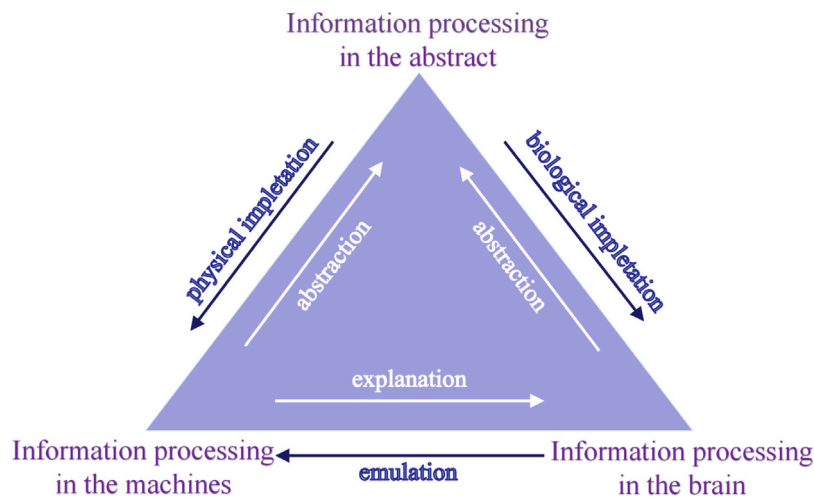 Information processing
in the abstract
physical impletation
biological impletation
abstraction
abstraction
explanation
Information processing
in the machines
emulation
Information processing
in the brain